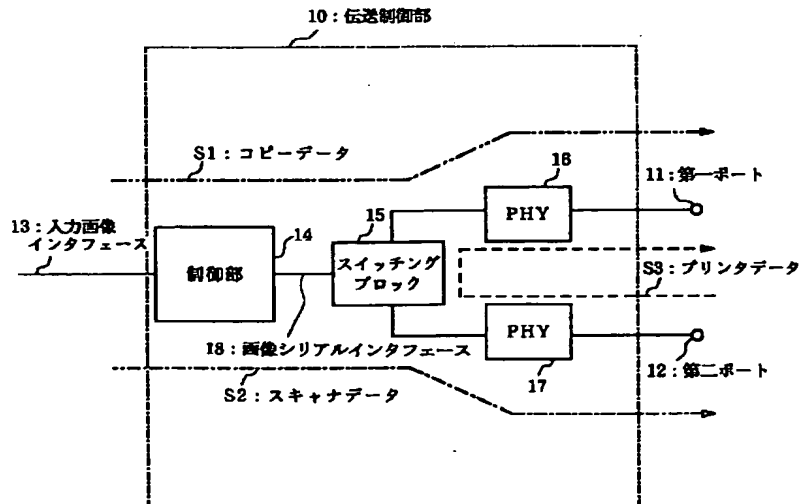 10：伝送制御部
S1：コピーデータ
16
11：第一ポート
PHY
13：入力画像
インタフェース
14
15
制御部
スイッチング
ブロック
S3：プリンタデータ
PHY
18：画像シリアルインタフェース
17
12：第二ポート
S2：スキャナデータ